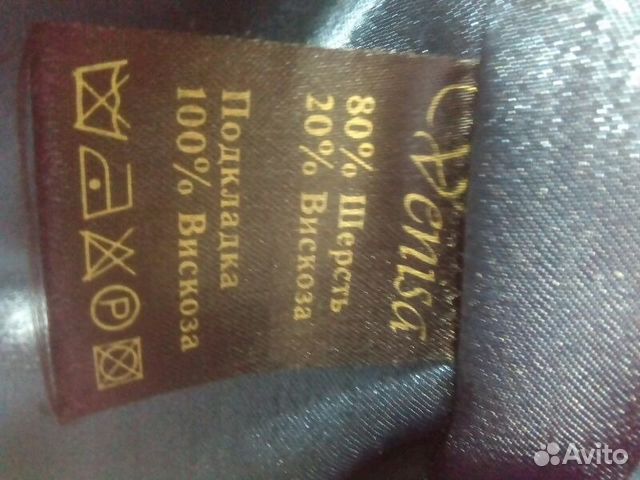 Venisa
80% Шерсть
20% Вискоза
Подкладка
100% Вискоза
P
Avito